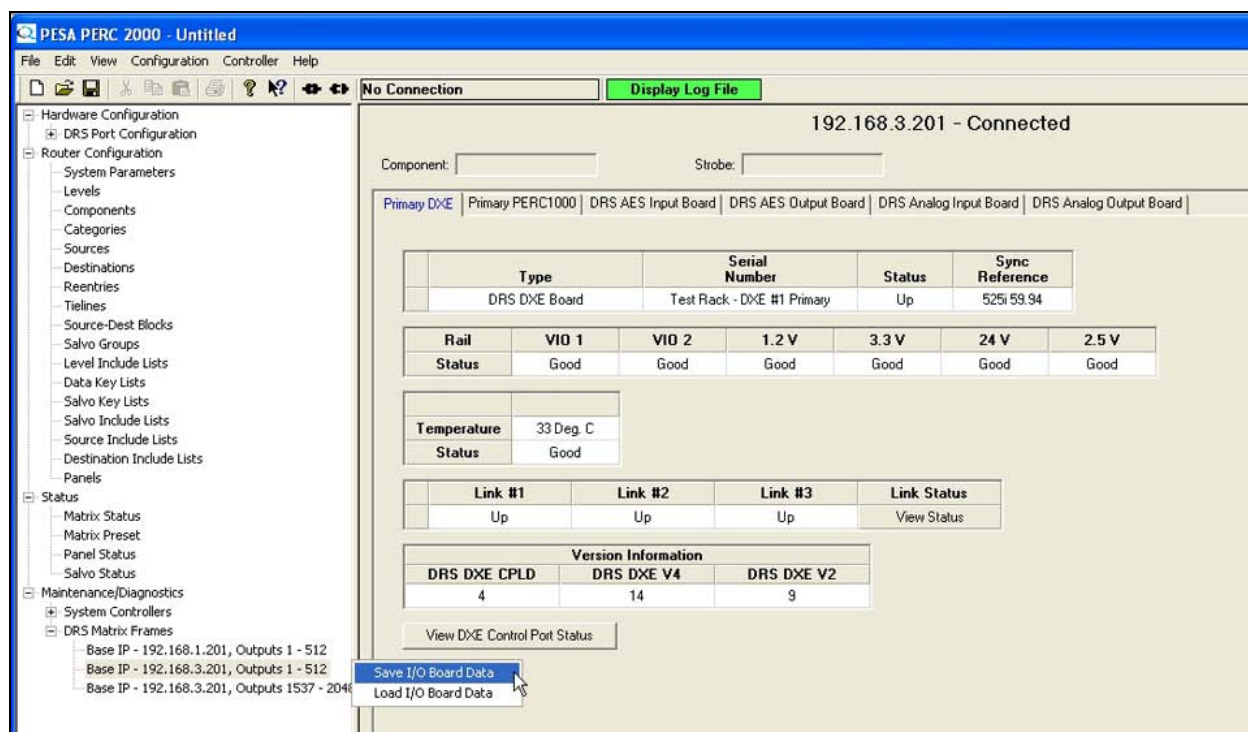 PESA PERC 2000 - Untitled
File Edit View Configuration Controller Help
No Connection Display Log File
Hardware Configuration
DRS Port Configuration
Router Configuration
System Parameters
Levels
Components
Categories
Sources
Destinations
Reentries
Tielines
Source-Dest Blocks
Salvo Groups
Level Include Lists
Data Key Lists
Salvo Key Lists
Salvo Include Lists
Source Include Lists
Destination Include Lists
Panels
Status
Matrix Status
Matrix Preset
Panel Status
Salvo Status
Maintenance/Diagnostics
System Controllers
DRS Matrix Frames
Base IP - 192.168.1.201, Outputs 1 - 512
Base IP - 192.168.3.201, Outputs 1 - 512
Base IP - 192.168.3.201, Outputs 1537 - 2048
Save I/O Board Data
Load I/O Board Data
192.168.3.201 - Connected
Component: Strobe:
Primary DXE Primary PERC1000 DRS AES Input Board DRS AES Output Board DRS Analog Input Board DRS Analog Output Board
Type Serial Number Status Sync Reference
DRS DXE Board Test Rack - DXE #1 Primary Up 525i 59.94
Rail VIO 1 VIO 2 1.2 V 3.3 V 24 V 2.5 V
Status Good Good Good Good Good Good
Temperature 33 Deg. C
Status Good
Link #1 Link #2 Link #3 Link Status
Up Up Up View Status
Version Information
DRS DXE CPLD DRS DXE V4 DRS DXE V2
4 14 9
View DXE Control Port Status